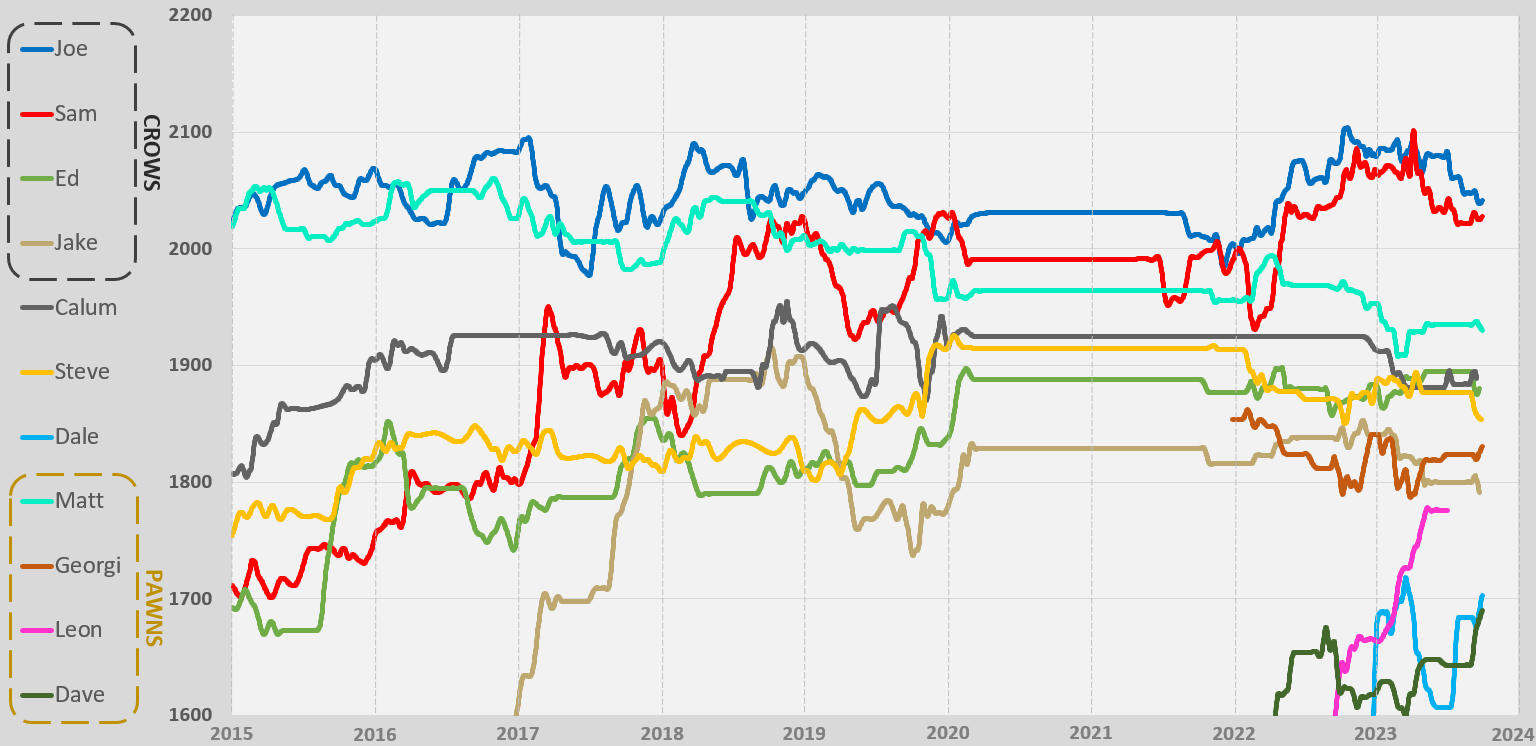 Joe
Sam
Ed
Jake
Calum
Steve
Dale
Matt
Georgi
Leon
Dave
CROWS
PAWNS
2200
2100
2000
1900
1800
1700
1600
2015
2016
2017
2018
2019
2020
2021
2022
2023
2024